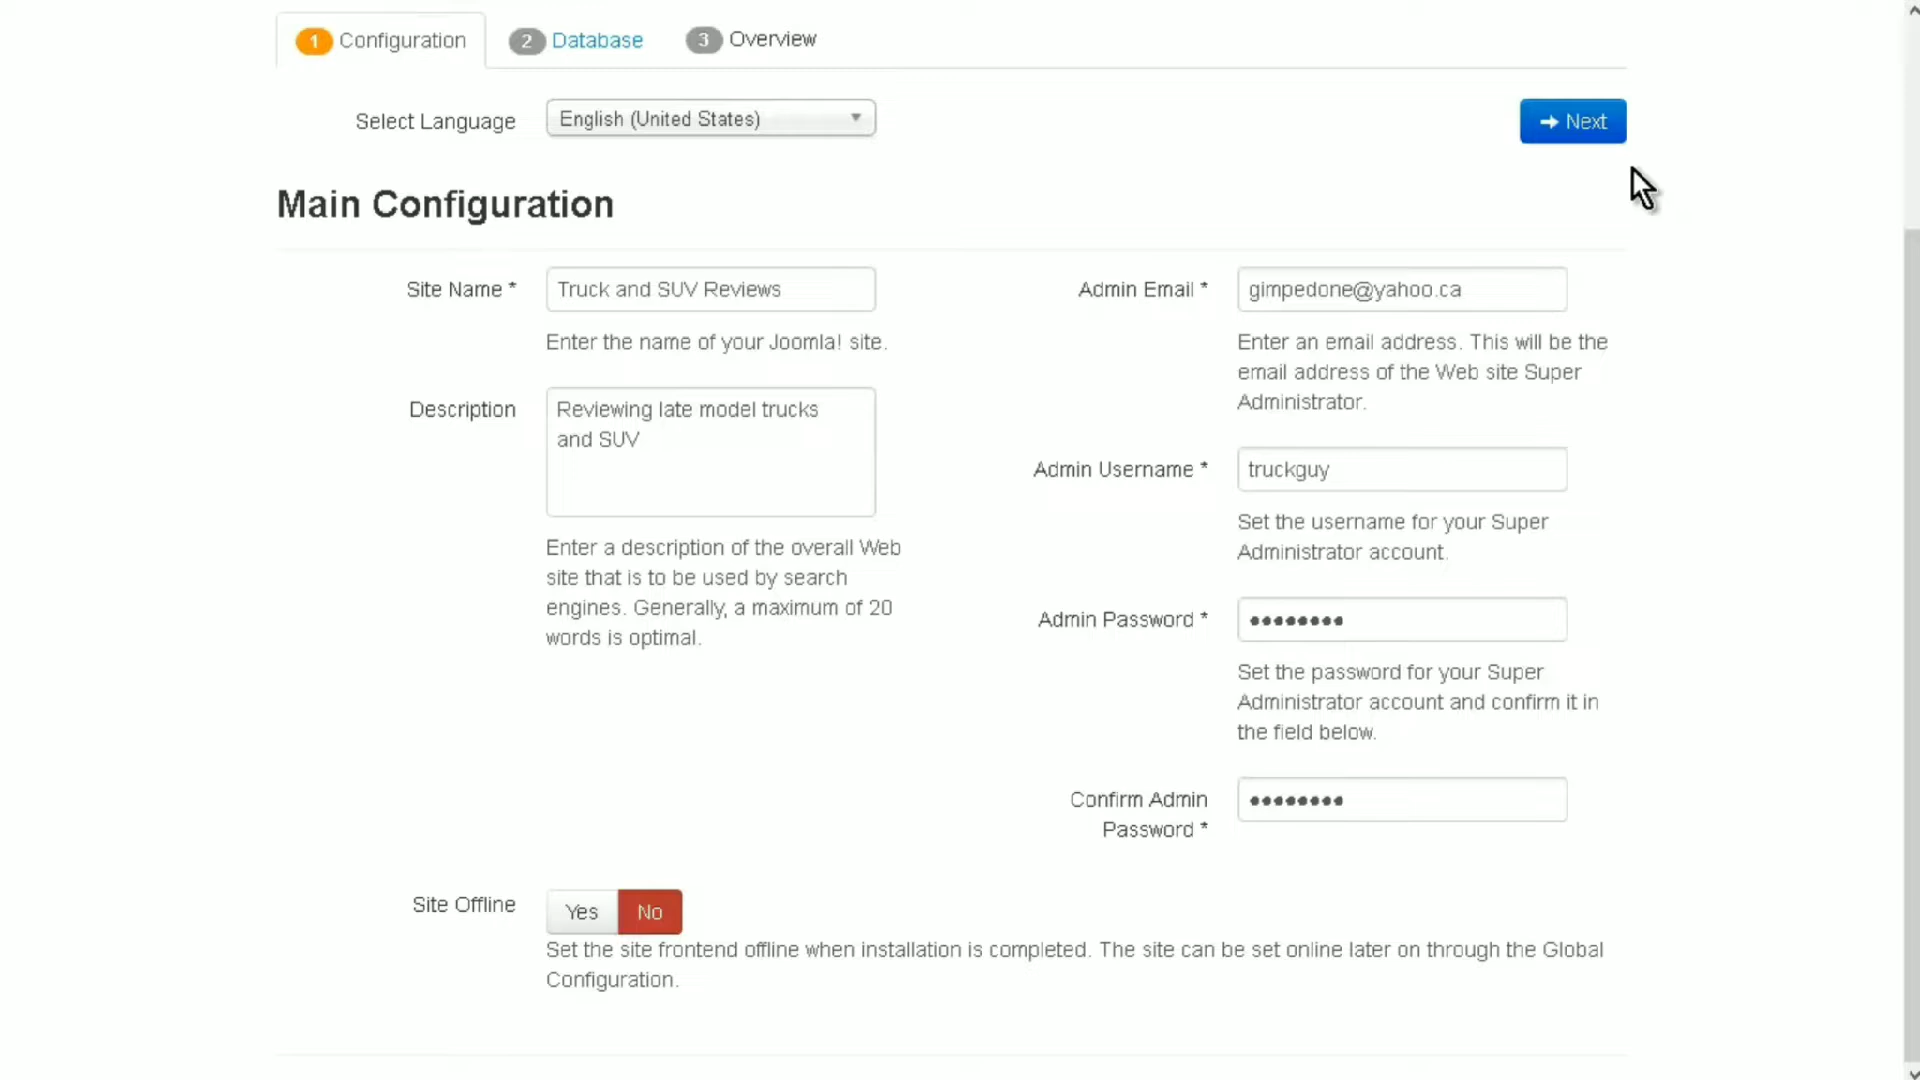 1 Configuration
2 Database
3 Overview
Select Language
English (United States)
Next
Main Configuration
Site Name *
Truck and SUV Reviews
Enter the name of your Joomla! site.
Description
Reviewing late model trucks
and SUV
Enter a description of the overall Web
site that is to be used by search
engines. Generally, a maximum of 20
words is optimal.
Admin Email *
gimpedone@yahoo.ca
Enter an email address. This will be the
email address of the Web site Super
Administrator.
Admin Username *
truckguy
Set the username for your Super
Administrator account.
Admin Password *
••••••••
Set the password for your Super
Administrator account and confirm it in
the field below.
Confirm Admin
Password *
••••••••
Site Offline
Yes
No
Set the site frontend offline when installation is completed. The site can be set online later on through the Global
Configuration.